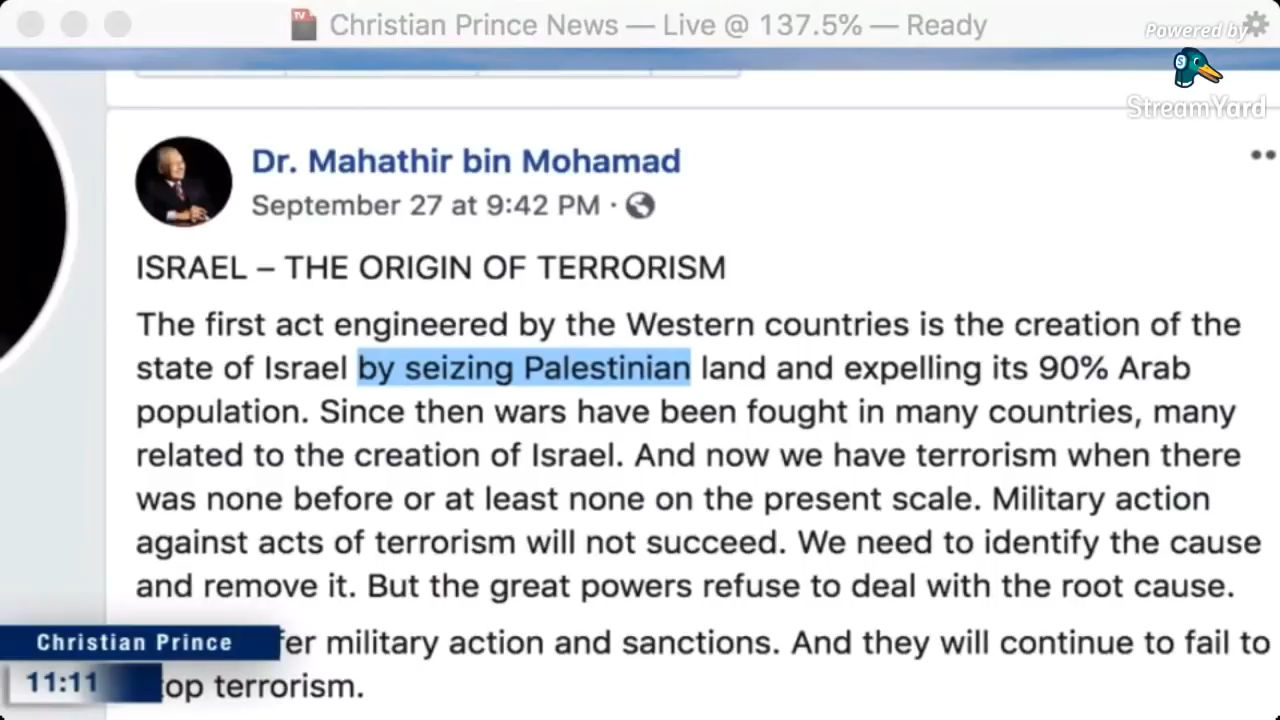 Christian Prince News — Live @ 137.5% — Ready
Powered by
StreamYard
Dr. Mahathir bin Mohamad
September 27 at 9:42 PM
ISRAEL – THE ORIGIN OF TERRORISM
The first act engineered by the Western countries is the creation of the
state of Israel by seizing Palestinian land and expelling its 90% Arab
population. Since then wars have been fought in many countries, many
related to the creation of Israel. And now we have terrorism when there
was none before or at least none on the present scale. Military action
against acts of terrorism will not succeed. We need to identify the cause
and remove it. But the great powers refuse to deal with the root cause.
military action and sanctions. And they will continue to fail to
terrorism.
Christian Prince
11:11